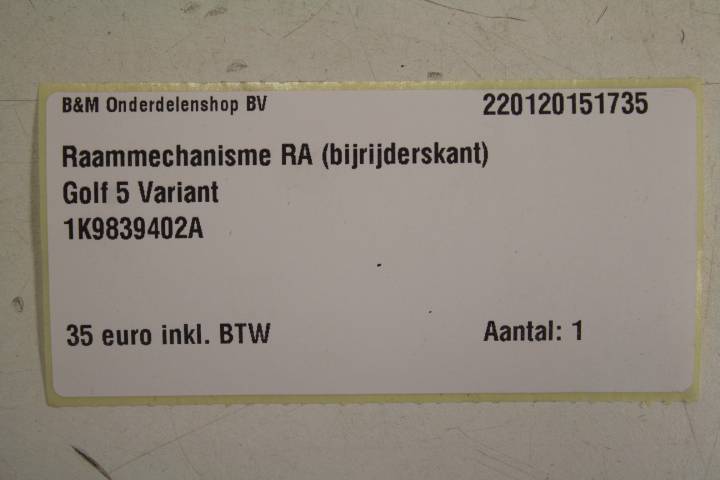 B&M Onderdelenshop BV 220120151735
Raammechanisme RA (bijrijderskant)
Golf 5 Variant
1K9839402A
35 euro inkl. BTW Aantal: 1